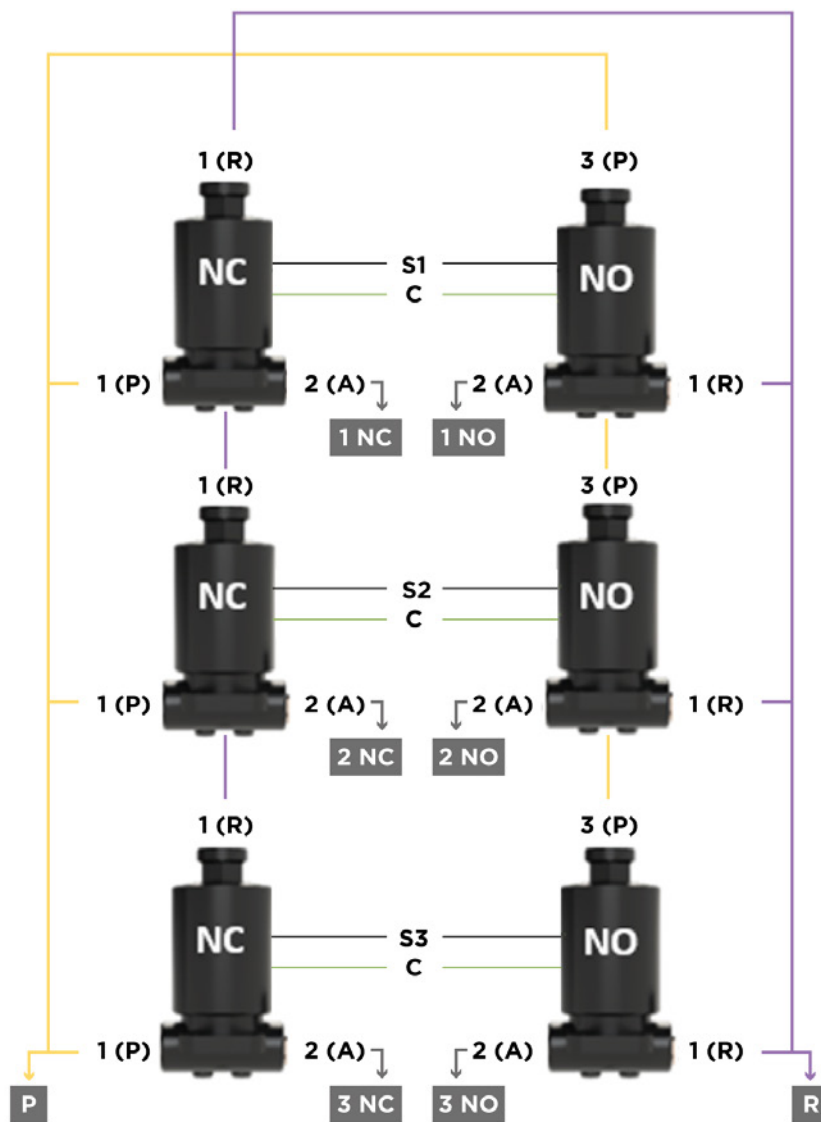 1 (R) 3 (P)
NC NO
S1
C
1 (P) 2 (A) 2 (A) 1 (R)
1 NC 1 NO
1 (R) 3 (P)
NC NO
S2
C
1 (P) 2 (A) 2 (A) 1 (R)
2 NC 2 NO
1 (R) 3 (P)
NC NO
S3
C
1 (P) 2 (A) 2 (A) 1 (R)
P 3 NC 3 NO R